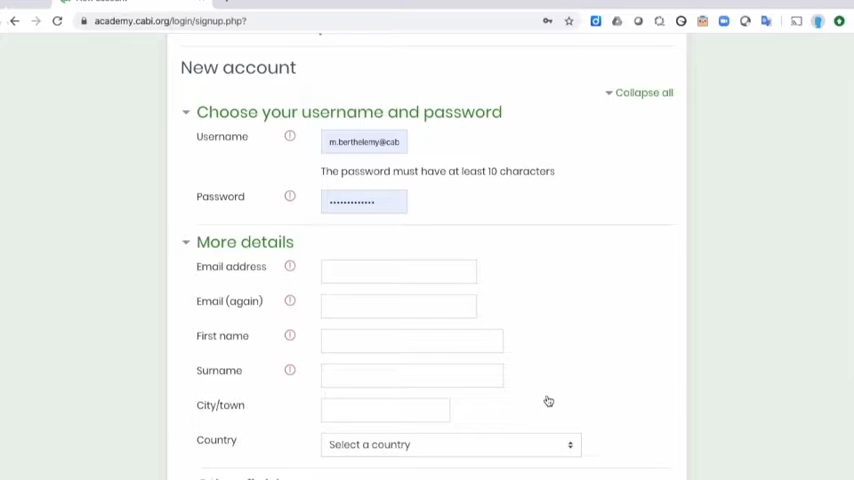 academy.cabi.org/login/signup.php?
New account
Collapse all
Choose your username and password
Username
m.berthelemy@cab
The password must have at least 10 characters
Password
•••••••••••••
More details
Email address
Email (again)
First name
Surname
City/town
Country
Select a country